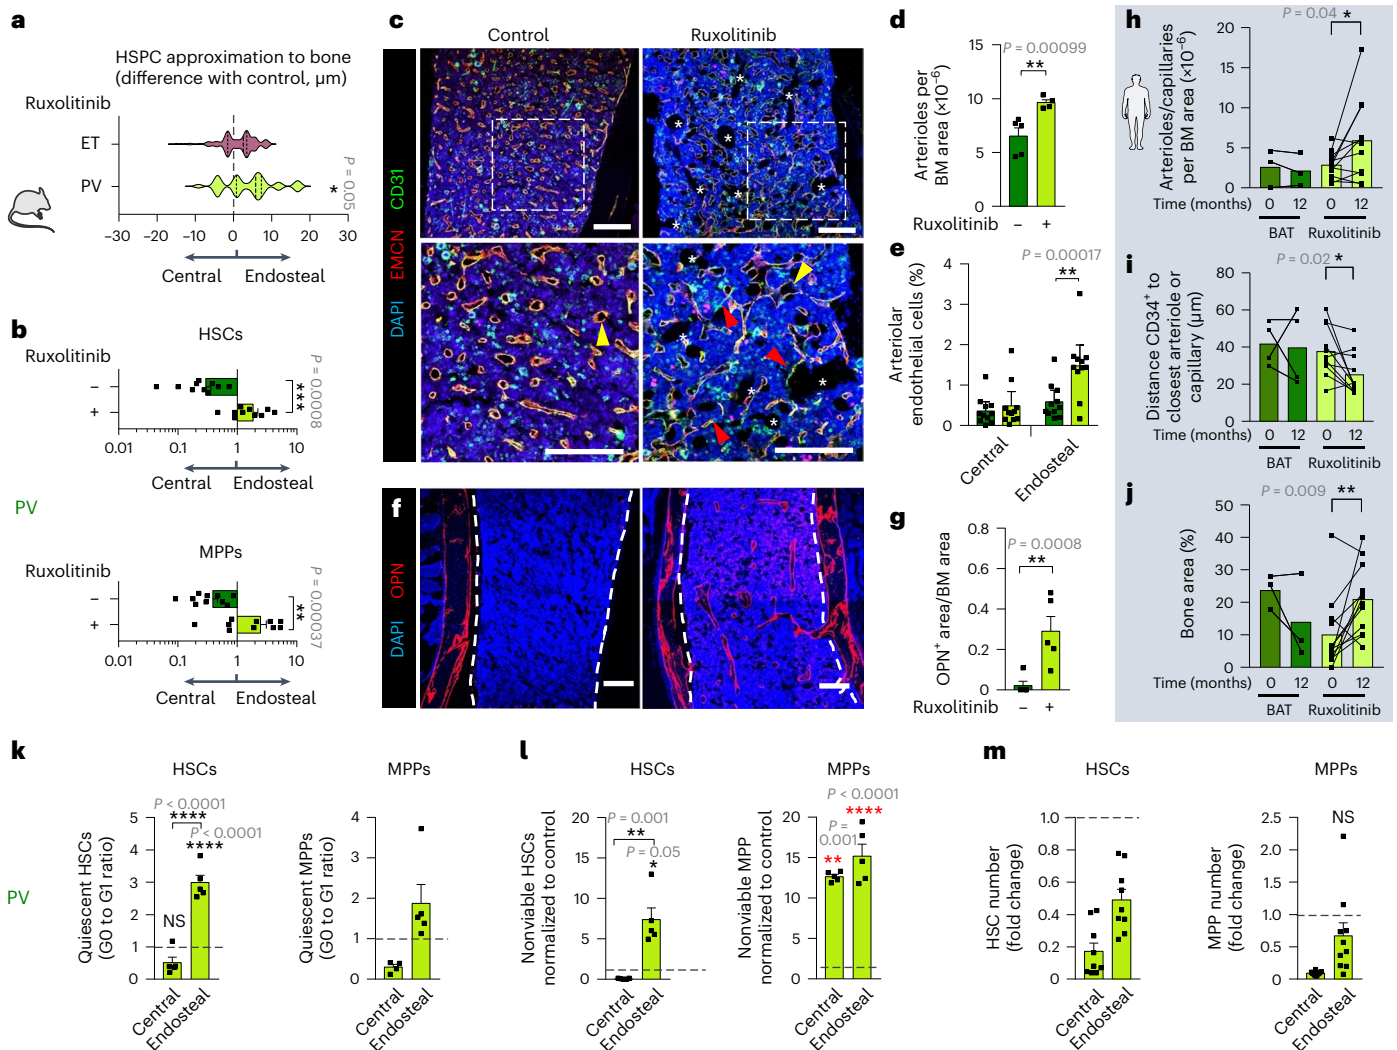 a
HSPC approximation to bone
(difference with control, µm)
Ruxolitinib
ET
PV
P = 0.05
*
−30 −20 −10 0 10 20 30
Central Endosteal
b
HSCs
Ruxolitinib
−
+
***
P = 0.00008
0.01 0.1 1 10
Central Endosteal
PV
MPPs
Ruxolitinib
−
+
**
P = 0.000037
0.01 0.1 1 10
Central Endosteal
c
Control Ruxolitinib
DAPI EMCN CD31
* * * * * * * *
* * * * *
f
DAPI OPN
d
P = 0.00099
**
Arterioles per
BM area (×10⁻⁶)
15
10
5
0
Ruxolitinib − +
e
P = 0.00017
**
Arteriolar
endothelial cells (%)
4
3
2
1
0
Central Endosteal
g
P = 0.0008
**
OPN⁺ area/BM area
0.8
0.6
0.4
0.2
0
Ruxolitinib − +
h
P = 0.04 *
Arterioles/capillaries
per BM area (×10⁻⁶)
20
15
10
5
0
Time (months) 0 12 0 12
BAT Ruxolitinib
i
P = 0.02 *
Distance CD34⁺ to
closest arteriole or
capillary (µm)
80
60
40
20
0
Time (months) 0 12 0 12
BAT Ruxolitinib
j
P = 0.009 **
Bone area (%)
50
40
30
20
10
0
Time (months) 0 12 0 12
BAT Ruxolitinib
k
PV
HSCs
P < 0.0001
****
P < 0.0001
****
NS
Quiescent HSCs
(G0 to G1 ratio)
5
4
3
2
1
0
Central Endosteal
MPPs
Quiescent MPPs
(G0 to G1 ratio)
4
3
2
1
0
Central Endosteal
l
HSCs
P = 0.001
**
P = 0.05
*
Nonviable HSCs
normalized to control
20
15
10
5
0
Central Endosteal
MPPs
P < 0.0001
****
P =
0.001
**
Nonviable MPP
normalized to control
20
15
10
5
0
Central Endosteal
m
HSCs
HSC number
(fold change)
1.0
0.8
0.6
0.4
0.2
0
Central Endosteal
MPPs
NS
MPP number
(fold change)
2.5
2.0
1.5
1.0
0.5
0
Central Endosteal